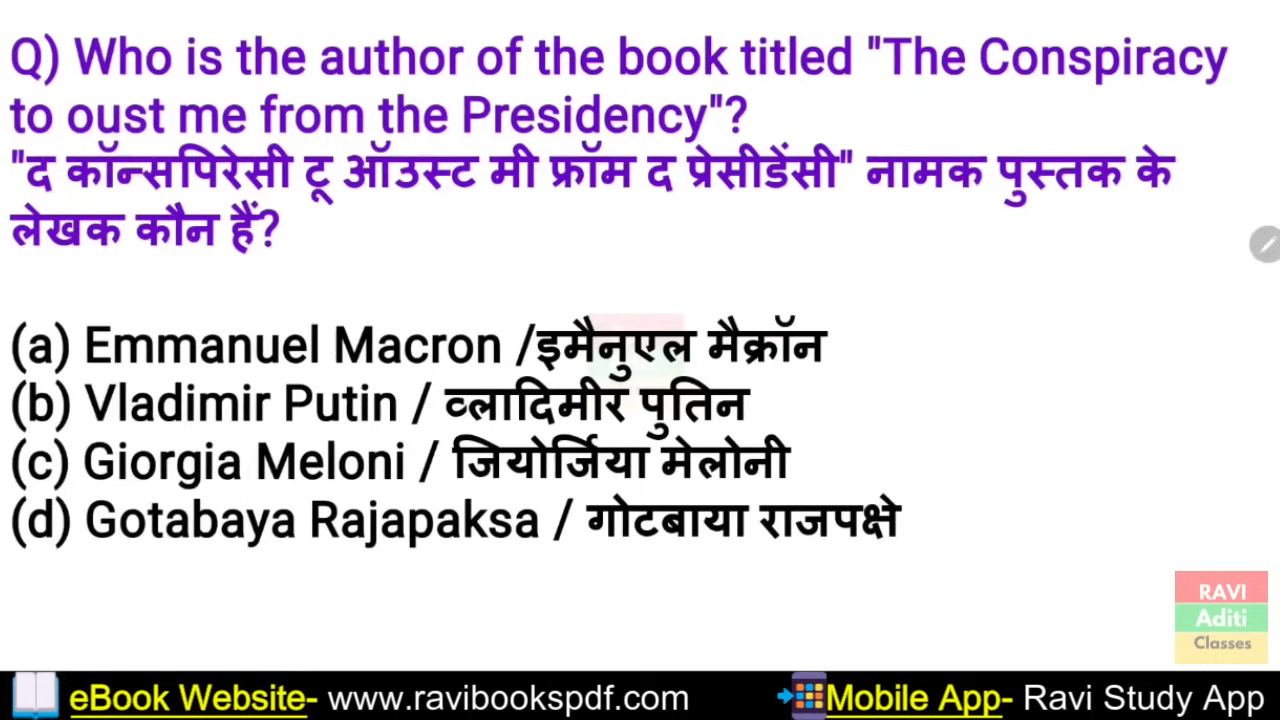 Q) Who is the author of the book titled "The Conspiracy
to oust me from the Presidency"?
"द कॉन्सपिरेसी टू ऑउस्ट मी फ्रॉम द प्रेसीडेंसी" नामक पुस्तक के
लेखक कौन हैं?
(a) Emmanuel Macron /इमैनुएल मैक्रॉन
(b) Vladimir Putin / व्लादिमीर पुतिन
(c) Giorgia Meloni / जियोर्जिया मेलोनी
(d) Gotabaya Rajapaksa / गोटबाया राजपक्षे
RAVI
Aditi
Classes
eBook Website- www.ravibookspdf.com
Mobile App- Ravi Study App